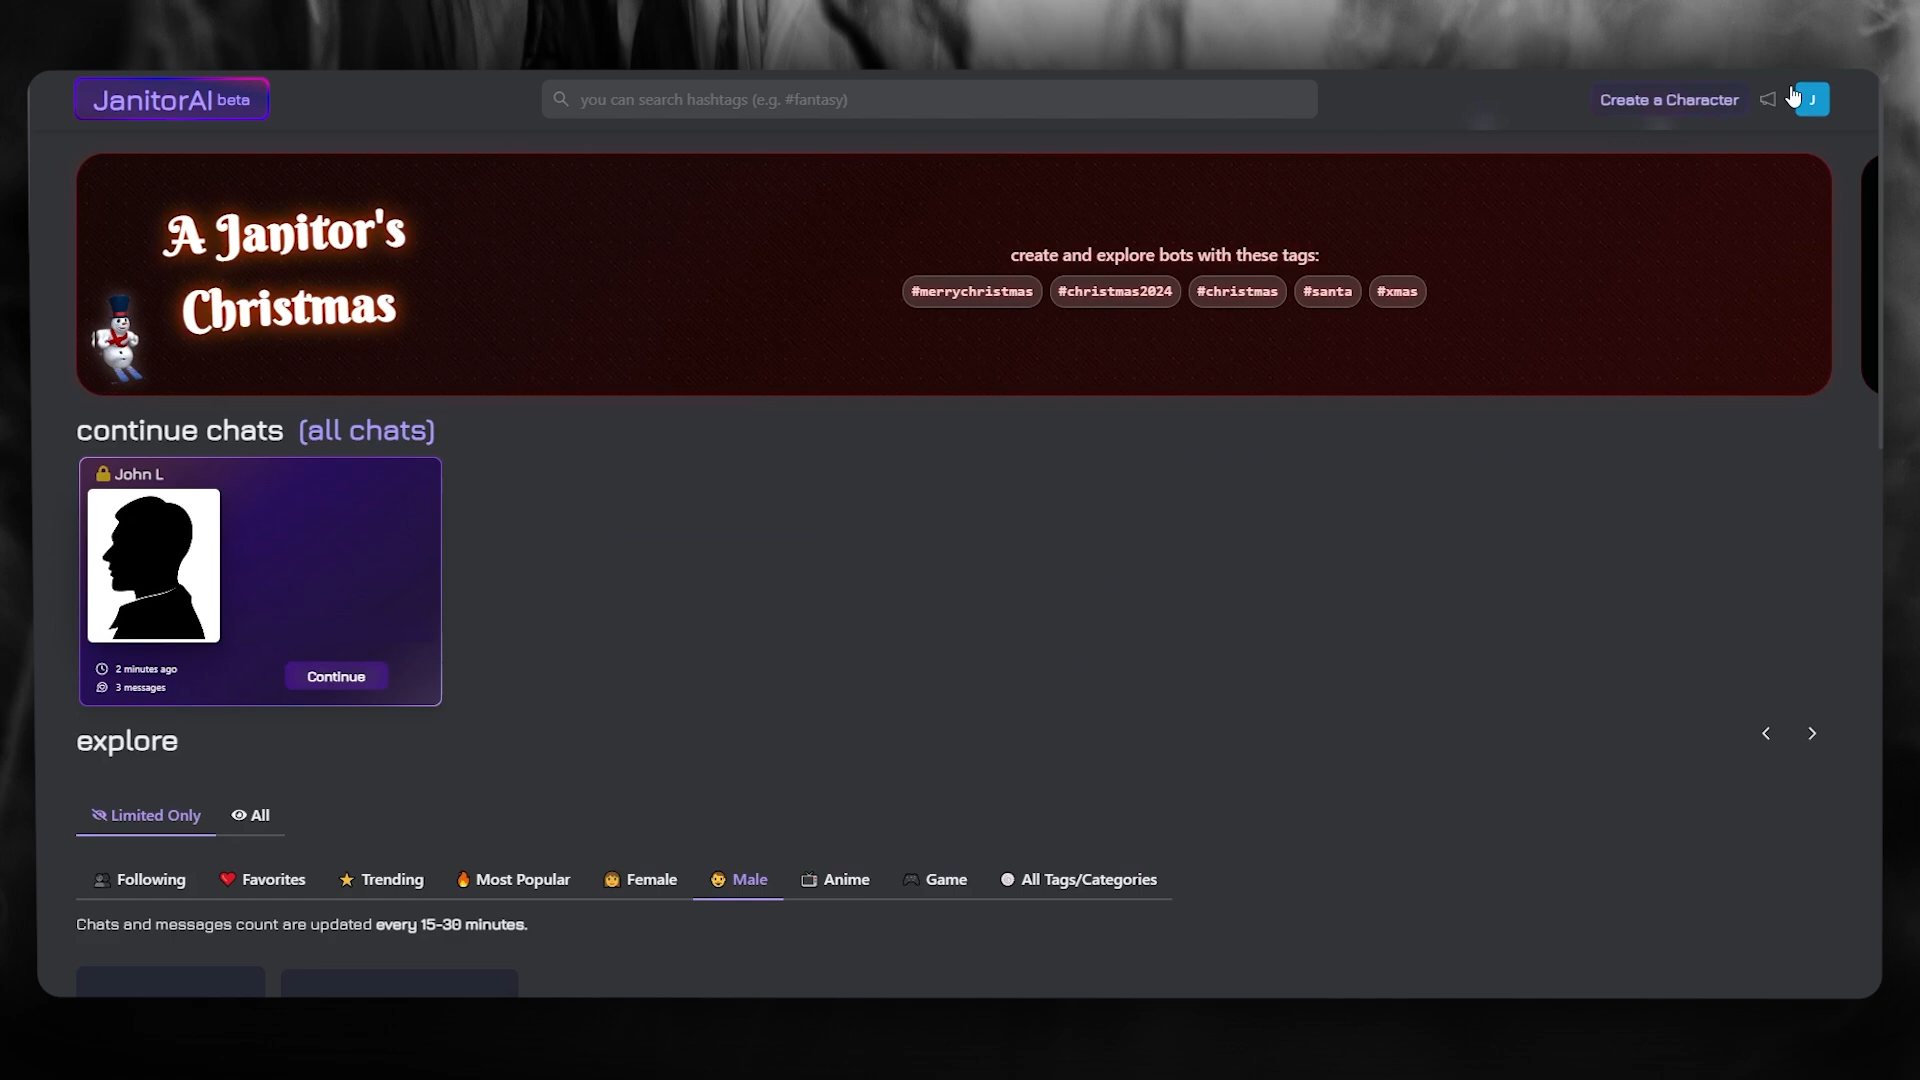 JanitorAI beta
you can search hashtags (e.g. #fantasy)
Create a Character
J
A Janitor's
Christmas
create and explore bots with these tags:
#merrychristmas #christmas2024 #christmas #santa #xmas
continue chats (all chats)
John L
2 minutes ago
3 messages
Continue
explore
Limited Only All
Following Favorites Trending Most Popular Female Male Anime Game All Tags/Categories
Chats and messages count are updated every 15-30 minutes.